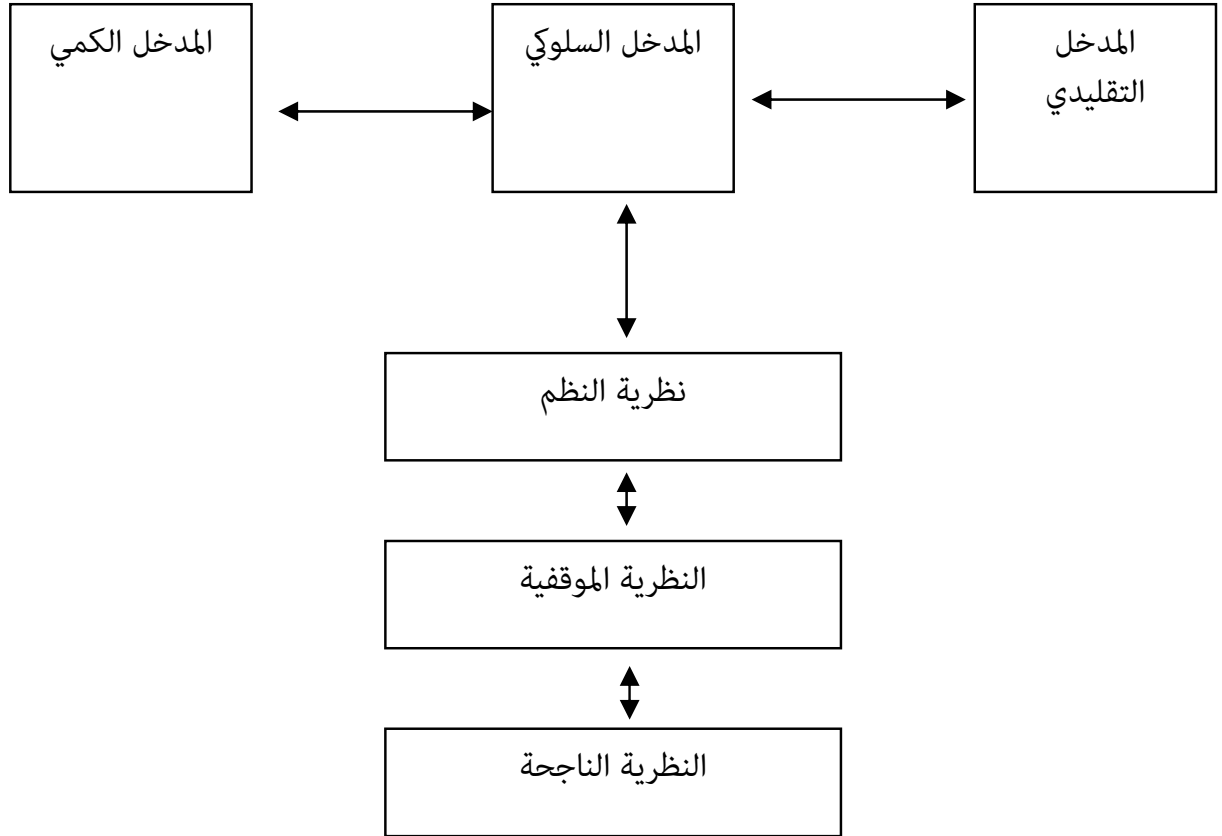 المدخل
التقليدي
المدخل السلوكي
المدخل الكمي
نظرية النظم
النظرية الموقفية
النظرية الناجحة